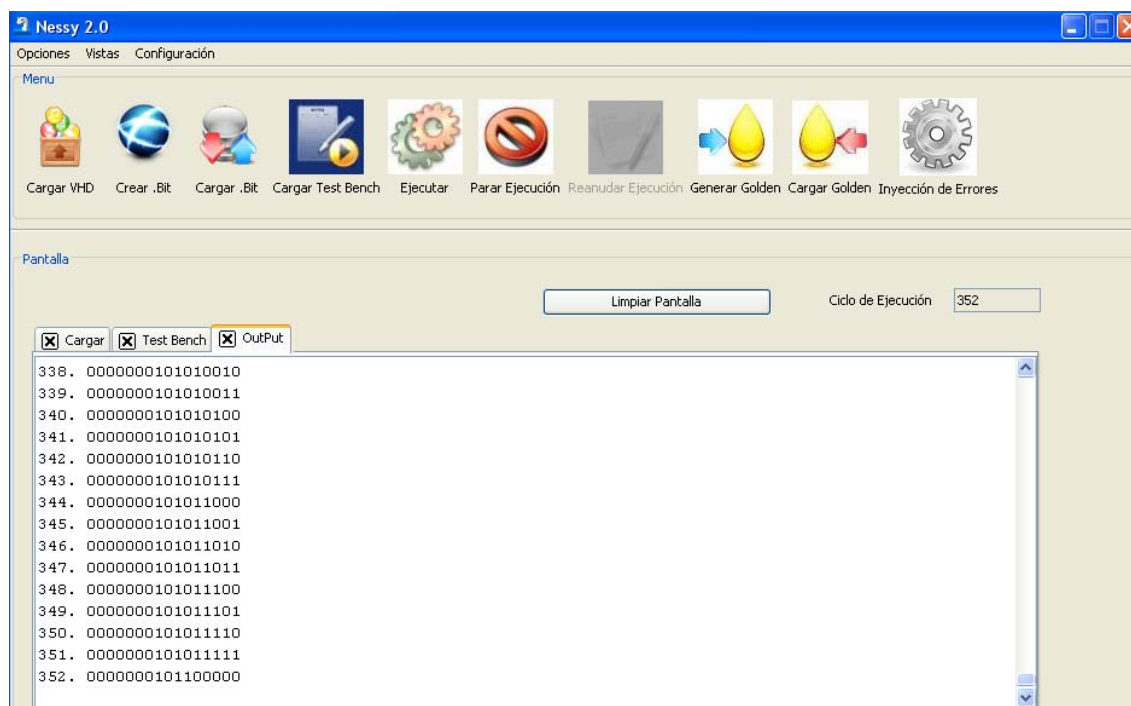 Nessy 2.0
Opciones Vistas Configuración
Menu
Cargar VHD Crear .Bit Cargar .Bit Cargar Test Bench Ejecutar Parar Ejecución Reanudar Ejecución Generar Golden Cargar Golden Inyección de Errores
Pantalla
Limpiar Pantalla Ciclo de Ejecución 352
Cargar Test Bench OutPut
338. 0000000101010010
339. 0000000101010011
340. 0000000101010100
341. 0000000101010101
342. 0000000101010110
343. 0000000101010111
344. 0000000101011000
345. 0000000101011001
346. 0000000101011010
347. 0000000101011011
348. 0000000101011100
349. 0000000101011101
350. 0000000101011110
351. 0000000101011111
352. 0000000101100000